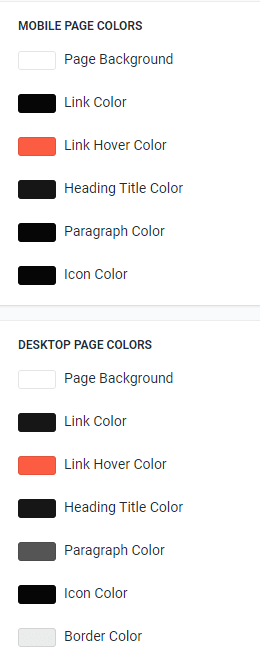 MOBILE PAGE COLORS
Page Background
Link Color
Link Hover Color
Heading Title Color
Paragraph Color
Icon Color
DESKTOP PAGE COLORS
Page Background
Link Color
Link Hover Color
Heading Title Color
Paragraph Color
Icon Color
Border Color